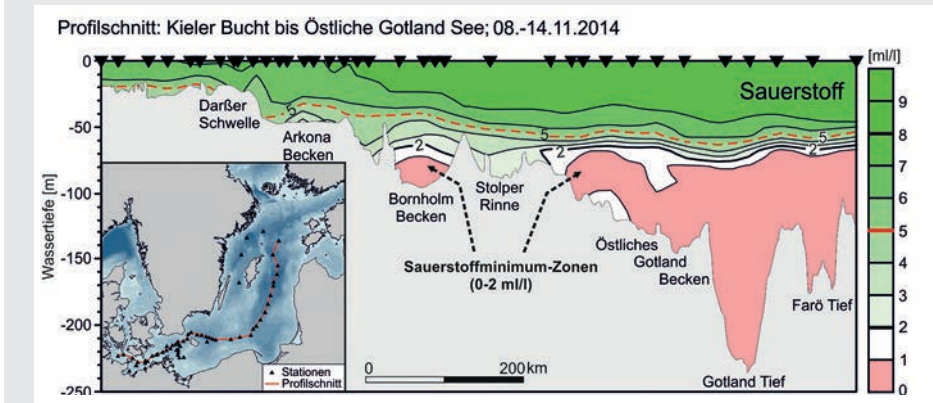 Profilschnitt: Kieler Bucht bis Östliche Gotland See; 08.-14.11.2014
[ml/l]
0
-50
-100
-150
-200
-250
Wassertiefe [m]
Sauerstoff
Darßer
Schwelle
5
Arkona
Becken
2
Bornholm
Becken
Stolper
Rinne
5
2
5
2
Östliches
Gotland
Becken
Sauerstoffminimum-Zonen
(0-2 ml/l)
Farö Tief
Gotland Tief
Stationen
Profilschnitt
0
200 km
9
8
7
6
5
4
3
2
1
0